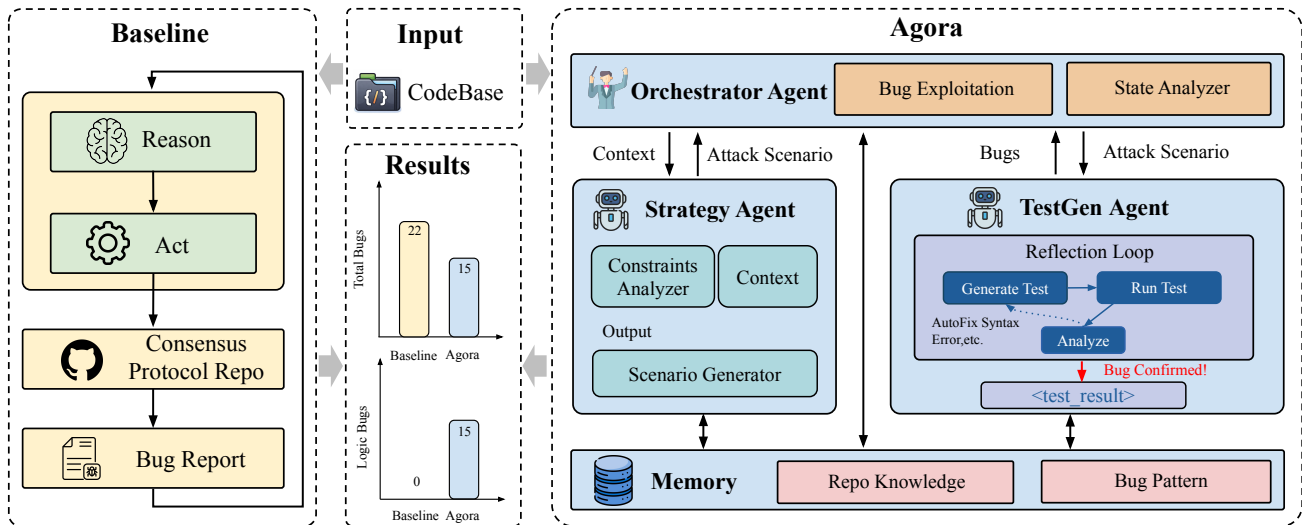 Baseline
Reason
Act
Consensus
Protocol Repo
Bug Report
Input
{/}
CodeBase
Results
Total Bugs
22
15
Baseline Agora
Logic Bugs
0
15
Baseline Agora
Agora
Orchestrator Agent
Bug Exploitation
State Analyzer
Context
Attack Scenario
Bugs
Attack Scenario
Strategy Agent
Constraints
Analyzer
Context
Output
Scenario Generator
TestGen Agent
Reflection Loop
Generate Test
Run Test
AutoFix Syntax
Error,etc.
Analyze
Bug Confirmed!
<test_result>
Memory
Repo Knowledge
Bug Pattern